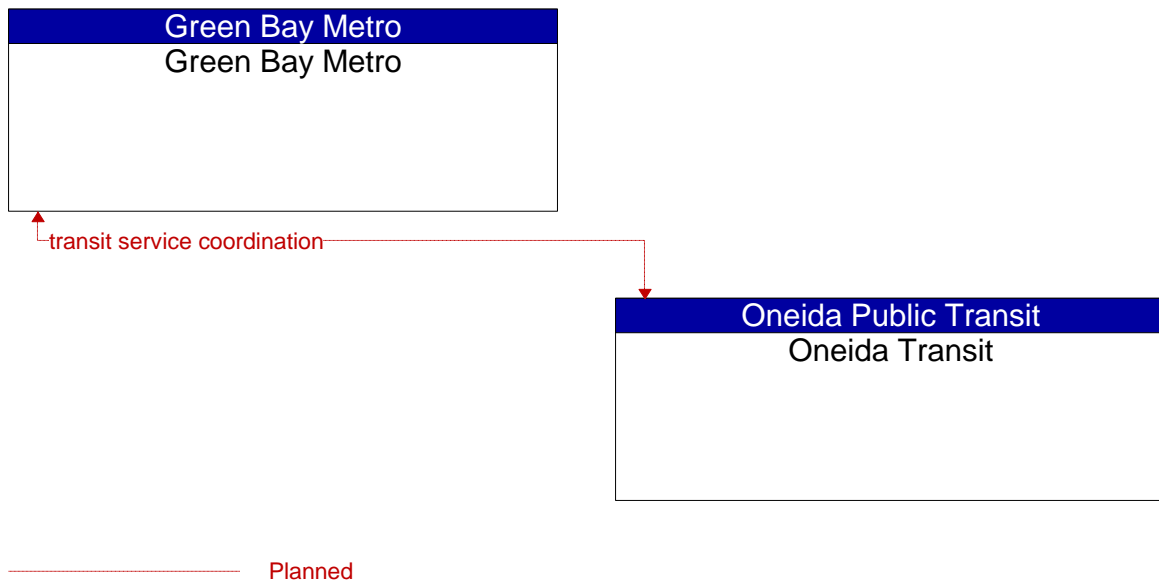 Green Bay Metro
Green Bay Metro
transit service coordination
Oneida Public Transit
Oneida Transit
Planned